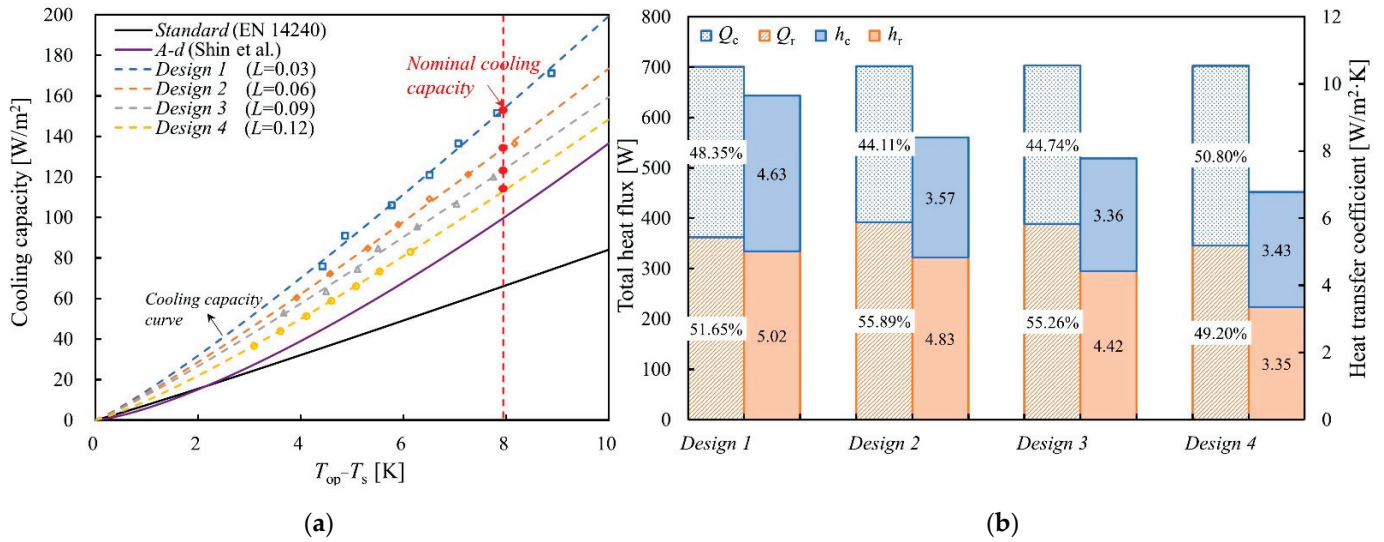 200
180
160
140
120
100
80
60
40
20
0
Cooling capacity [W/m²]
Standard (EN 14240)
A-d (Shin et al.)
Design 1 (L=0.03)
Design 2 (L=0.06)
Design 3 (L=0.09)
Design 4 (L=0.12)
Nominal cooling
capacity
Cooling capacity
curve
0 2 4 6 8 10
Top–Ts [K]
(a)
800
700
600
500
400
300
200
100
0
Total heat flux [W]
Qc Qr hc hr
48.35% 4.63 44.11% 3.57 44.74% 3.36 50.80% 3.43
51.65% 5.02 55.89% 4.83 55.26% 4.42 49.20% 3.35
Design 1 Design 2 Design 3 Design 4
12
10
8
6
4
2
0
Heat transfer coefficient [W/m²·K]
(b)